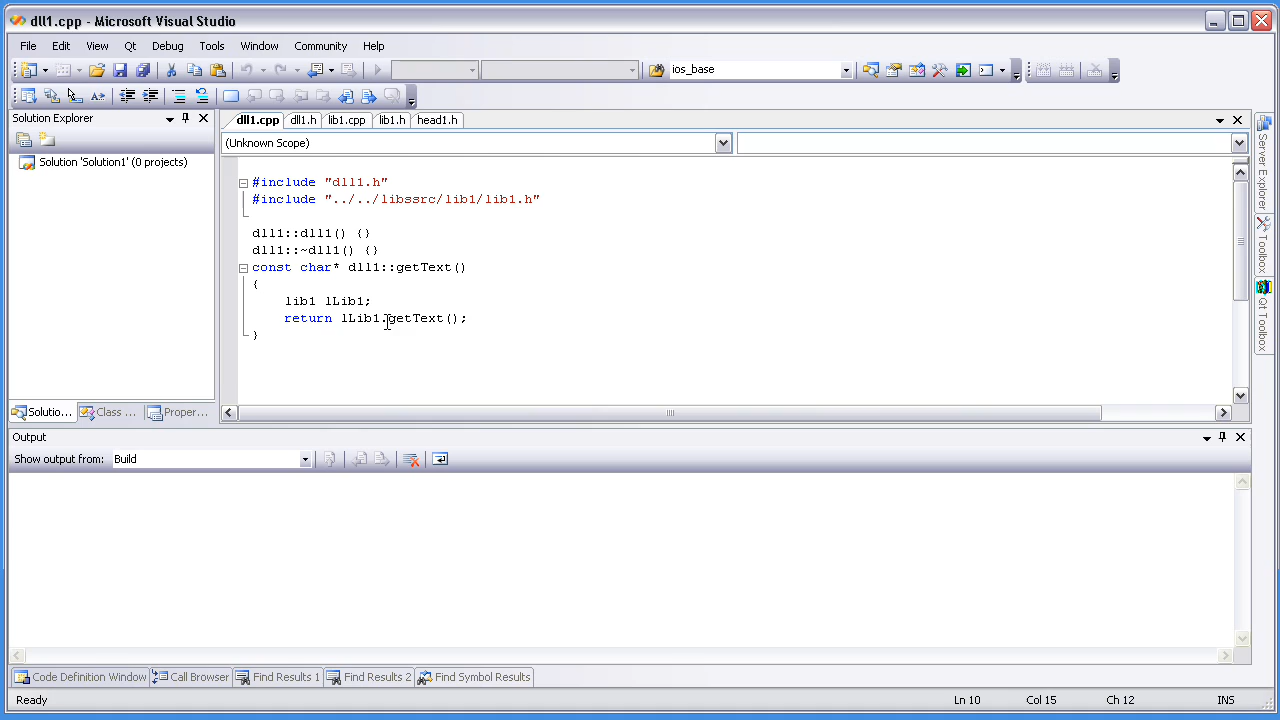 dll1.cpp - Microsoft Visual Studio
File Edit View Qt Debug Tools Window Community Help
ios_base
Solution Explorer
Solution 'Solution1' (0 projects)
Solutio... Class ... Proper...
dll1.cpp dll1.h lib1.cpp lib1.h head1.h
(Unknown Scope)
#include "dll1.h"
#include "../../libssrc/lib1/lib1.h"
dll1::dll1() {}
dll1::~dll1() {}
const char* dll1::getText()
{
lib1 lLib1;
return lLib1.getText();
}
Server Explorer
Toolbox
Qt Toolbox
Output
Show output from: Build
Code Definition Window Call Browser Find Results 1 Find Results 2 Find Symbol Results
Ready Ln 10 Col 15 Ch 12 INS